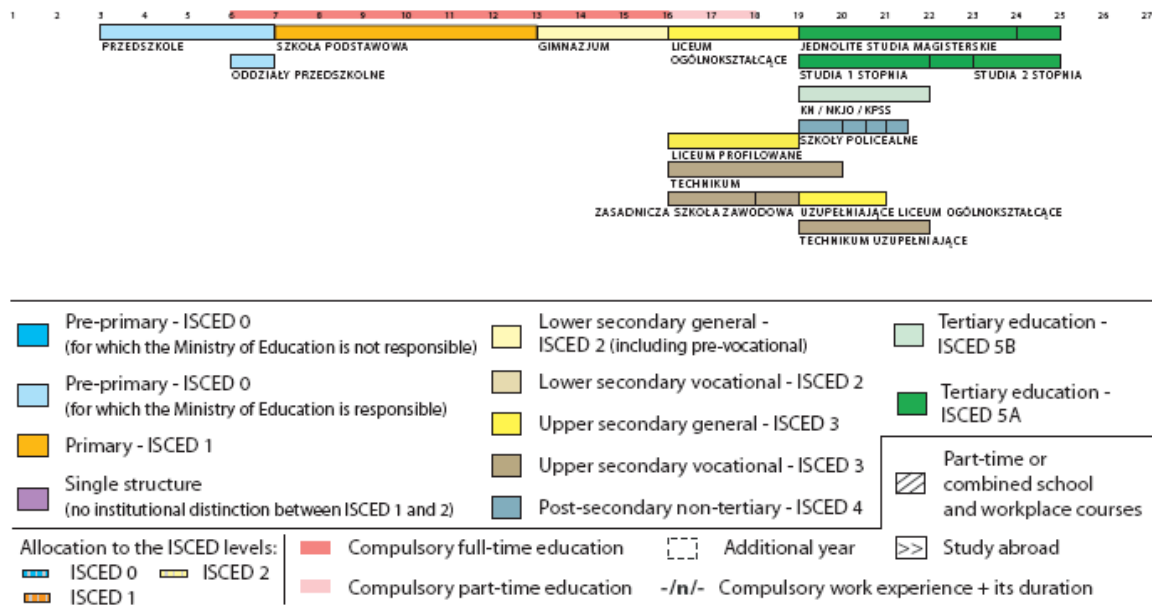 1 2 3 4 5 6 7 8 9 10 11 12 13 14 15 16 17 18 19 20 21 22 23 24 25 26 27
PRZEDSZKOLE
SZKOŁA PODSTAWOWA
GIMNAZJUM
LICEUM
OGÓLNOKSZTAŁCĄCE
JEDNOLITE STUDIA MAGISTERSKIE
ODDZIAŁY PRZEDSZKOLNE
STUDIA 1 STOPNIA
STUDIA 2 STOPNIA
KN / NKJO / KPSS
SZKOŁY POLICEALNE
LICEUM PROFILOWANE
TECHNIKUM
ZASADNICZA SZKOŁA ZAWODOWA
UZUPEŁNIAJĄCE LICEUM OGÓLNOKSZTAŁCĄCE
TECHNIKUM UZUPEŁNIAJĄCE
Pre-primary - ISCED 0
(for which the Ministry of Education is not responsible)
Pre-primary - ISCED 0
(for which the Ministry of Education is responsible)
Primary - ISCED 1
Single structure
(no institutional distinction between ISCED 1 and 2)
Lower secondary general -
ISCED 2 (including pre-vocational)
Lower secondary vocational - ISCED 2
Upper secondary general - ISCED 3
Upper secondary vocational - ISCED 3
Post-secondary non-tertiary - ISCED 4
Tertiary education -
ISCED 5B
Tertiary education -
ISCED 5A
Part-time or
combined school
and workplace courses
Allocation to the ISCED levels:
ISCED 0
ISCED 2
ISCED 1
Compulsory full-time education
Additional year
>> Study abroad
Compulsory part-time education
-/n/- Compulsory work experience + its duration